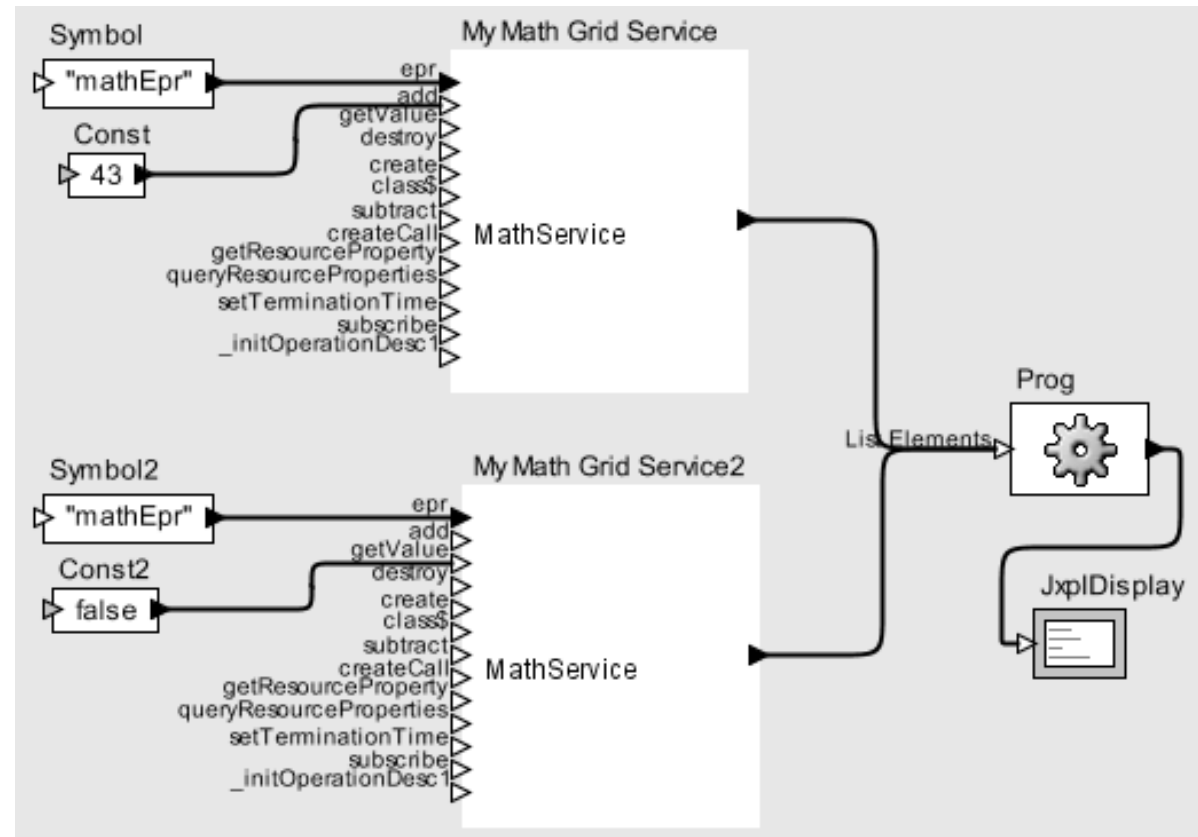 Symbol
"mathEpr"
Const
43
My Math Grid Service
epr
add
getValue
destroy
create
class$
subtract
createCall
getResourceProperty
queryResourceProperties
setTerminationTime
subscribe
_initOperationDesc1
MathService
Symbol2
"mathEpr"
Const2
false
My Math Grid Service2
epr
add
getValue
destroy
create
class$
subtract
createCall
getResourceProperty
queryResourceProperties
setTerminationTime
subscribe
_initOperationDesc1
MathService
Prog
List Elements
JxplDisplay